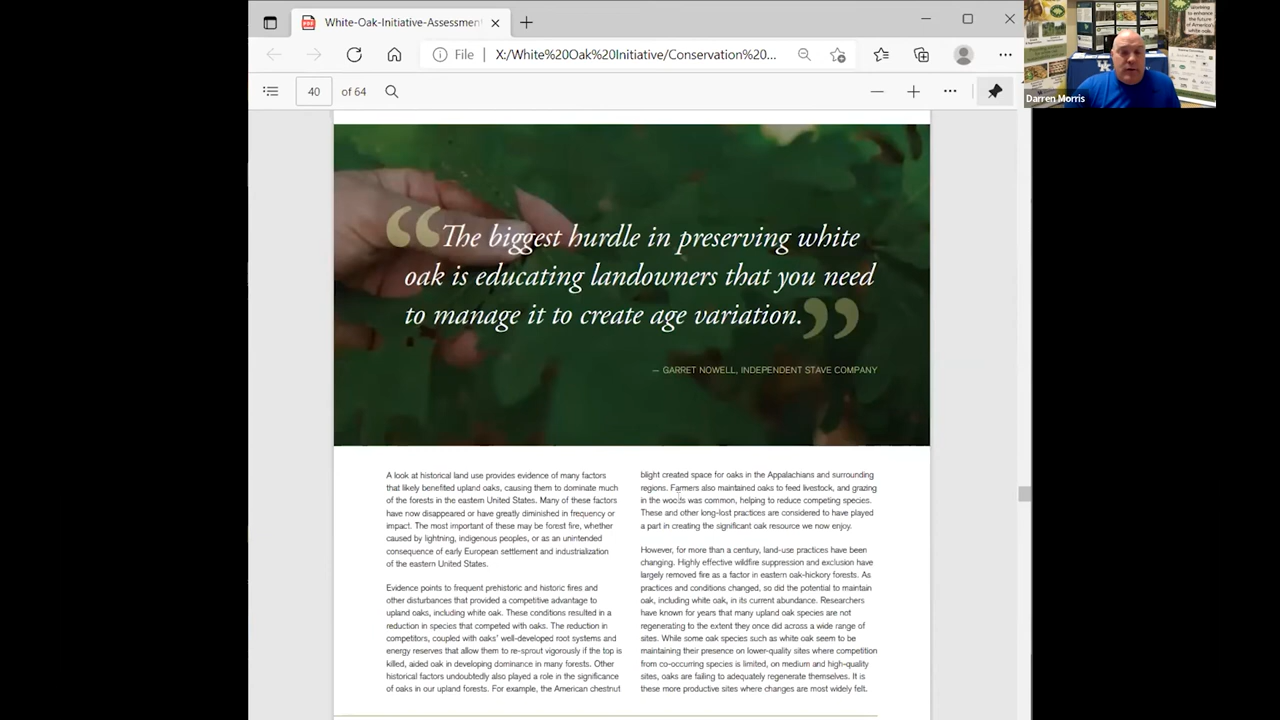 White-Oak-Initiative-Assessment
File X:/White%20Oak%20Initiative/Conservation%20...
40 of 64
“The biggest hurdle in preserving white
oak is educating landowners that you need
to manage it to create age variation.”
— GARRET NOWELL, INDEPENDENT STAVE COMPANY
A look at historical land use provides evidence of many factors
that likely benefited upland oaks, causing them to dominate much
of the forests in the eastern United States. Many of these factors
have now disappeared or have greatly diminished in frequency or
impact. The most important of these may be forest fire, whether
caused by lightning, indigenous peoples, or as an unintended
consequence of early European settlement and industrialization
of the eastern United States.
Evidence points to frequent prehistoric and historic fires and
other disturbances that provided a competitive advantage to
upland oaks, including white oak. These conditions resulted in a
reduction in species that competed with oaks. The reduction in
competitors, coupled with oaks’ well-developed root systems and
energy reserves that allow them to re-sprout vigorously if the top is
killed, aided oak in developing dominance in many forests. Other
historical factors undoubtedly also played a role in the significance
of oaks in our upland forests. For example, the American chestnut
blight created space for oaks in the Appalachians and surrounding
regions. Farmers also maintained oaks to feed livestock, and grazing
in the woods was common, helping to reduce competing species.
These and other long-lost practices are considered to have played
a part in creating the significant oak resource we now enjoy.
However, for more than a century, land-use practices have been
changing. Highly effective wildfire suppression and exclusion have
largely removed fire as a factor in eastern oak-hickory forests. As
practices and conditions changed, so did the potential to maintain
oak, including white oak, in its current abundance. Researchers
have known for years that many upland oak species are not
regenerating to the extent they once did across a wide range of
sites. While some oak species such as white oak seem to be
maintaining their presence on lower-quality sites where competition
from co-occurring species is limited, on medium and high-quality
sites, oaks are failing to adequately regenerate themselves. It is
these more productive sites where changes are most widely felt.
to enhance
the future
of America's
white oak.
Darren Morris